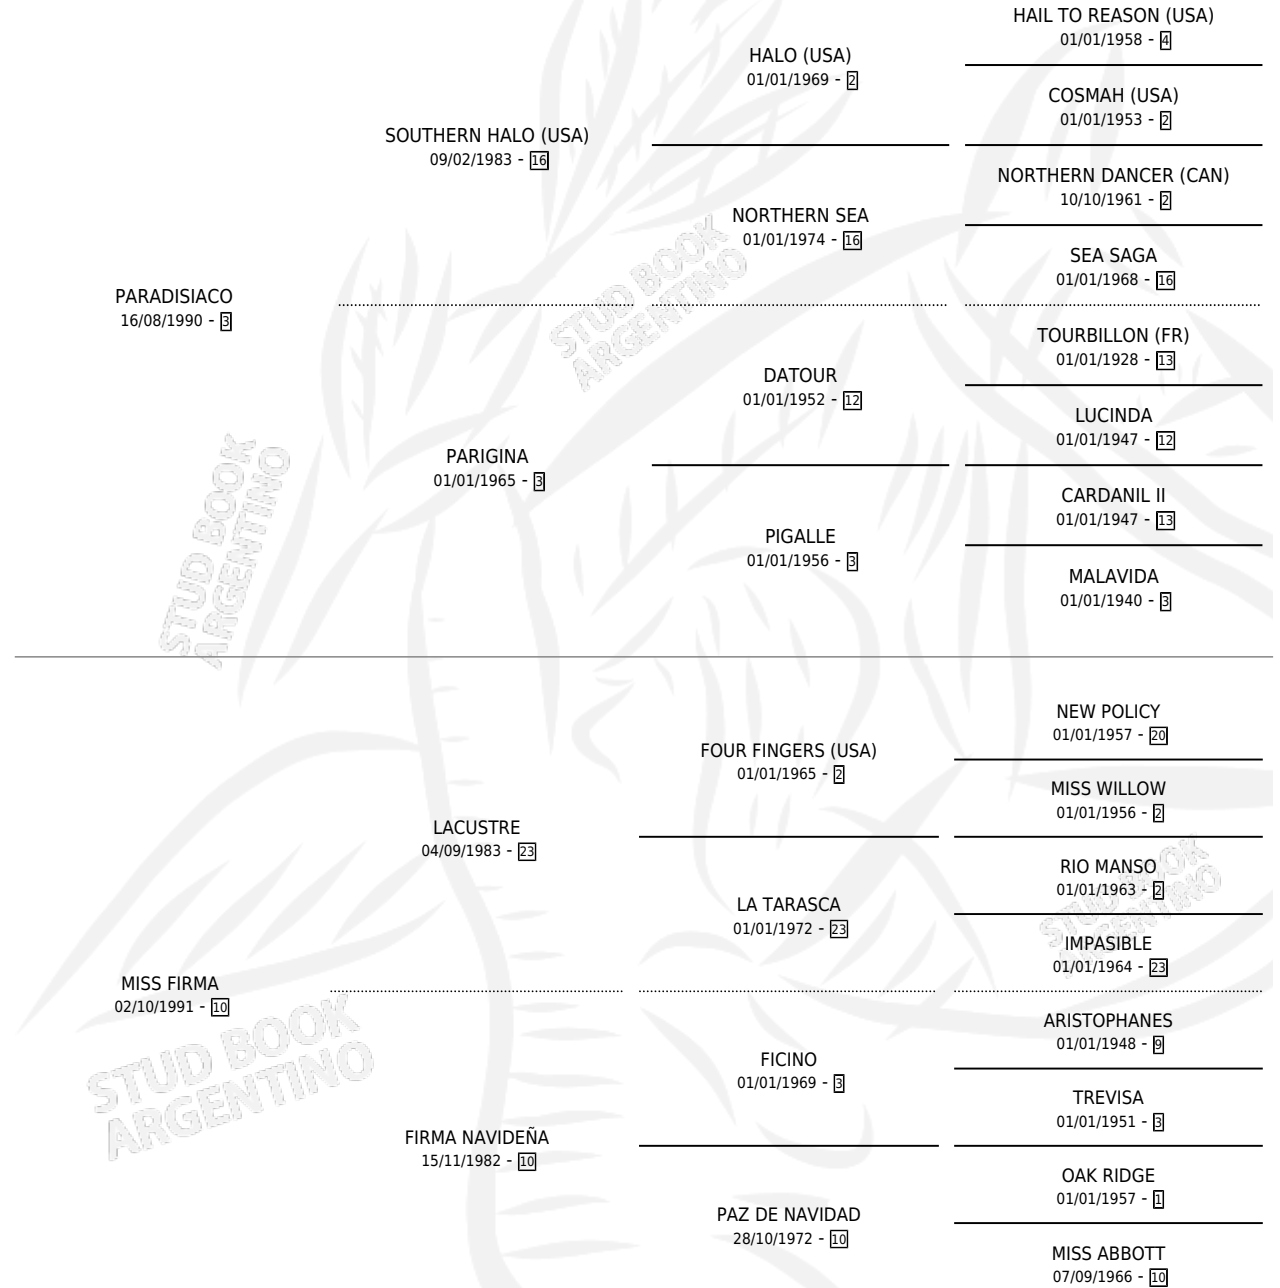 HAIL TO REASON (USA)
01/01/1958 - 4
HALO (USA)
01/01/1969 - 2
COSMAH (USA)
01/01/1953 - 2
SOUTHERN HALO (USA)
09/02/1983 - 16
NORTHERN DANCER (CAN)
10/10/1961 - 2
NORTHERN SEA
01/01/1974 - 16
SEA SAGA
01/01/1968 - 16
PARADISIACO
16/08/1990 - 3
STUD BOOK
ARGENTINO
TOURBILLON (FR)
01/01/1928 - 13
DATOUR
01/01/1952 - 12
LUCINDA
01/01/1947 - 12
PARIGINA
01/01/1965 - 3
CARDANIL II
01/01/1947 - 13
PIGALLE
01/01/1956 - 3
MALAVIDA
01/01/1940 - 3
STUD BOOK
ARGENTINO
NEW POLICY
01/01/1957 - 20
FOUR FINGERS (USA)
01/01/1965 - 2
MISS WILLOW
01/01/1956 - 2
LACUSTRE
04/09/1983 - 23
RIO MANSO
01/01/1963 - 2
LA TARASCA
01/01/1972 - 23
IMPASIBLE
01/01/1964 - 23
STUD BOOK
ARGENTINO
MISS FIRMA
02/10/1991 - 10
ARISTOPHANES
01/01/1948 - 9
FICINO
01/01/1969 - 3
TREVISA
01/01/1951 - 3
STUD BOOK
ARGENTINO
FIRMA NAVIDEÑA
15/11/1982 - 10
OAK RIDGE
01/01/1957 - 1
PAZ DE NAVIDAD
28/10/1972 - 10
MISS ABBOTT
07/09/1966 - 10